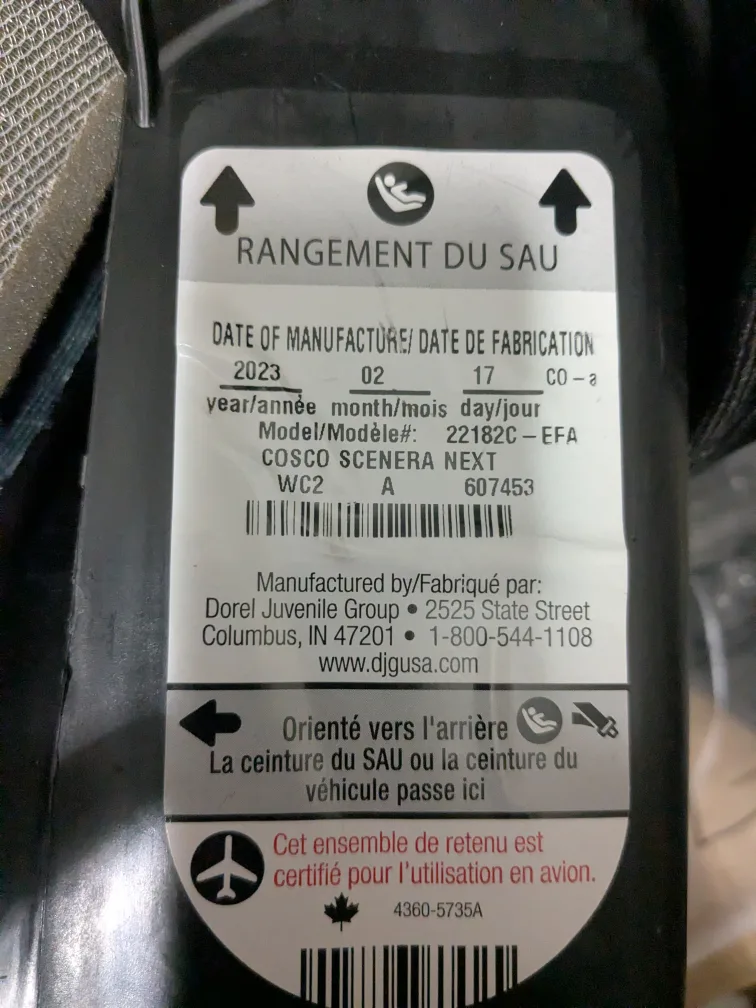 RANGEMENT DU SAU
DATE OF MANUFACTURE/ DATE DE FABRICATION
2023 02 17 CO-a
year/année month/mois day/jour
Model/Modèle#: 22182C-EFA
COSCO SCENERA NEXT
WC2 A 607453
Manufactured by/Fabriqué par:
Dorel Juvenile Group • 2525 State Street
Columbus, IN 47201 • 1-800-544-1108
www.djgusa.com
Orienté vers l'arrière
La ceinture du SAU ou la ceinture du
véhicule passe ici
Cet ensemble de retenu est
certifié pour l'utilisation en avion.
4360-5735A